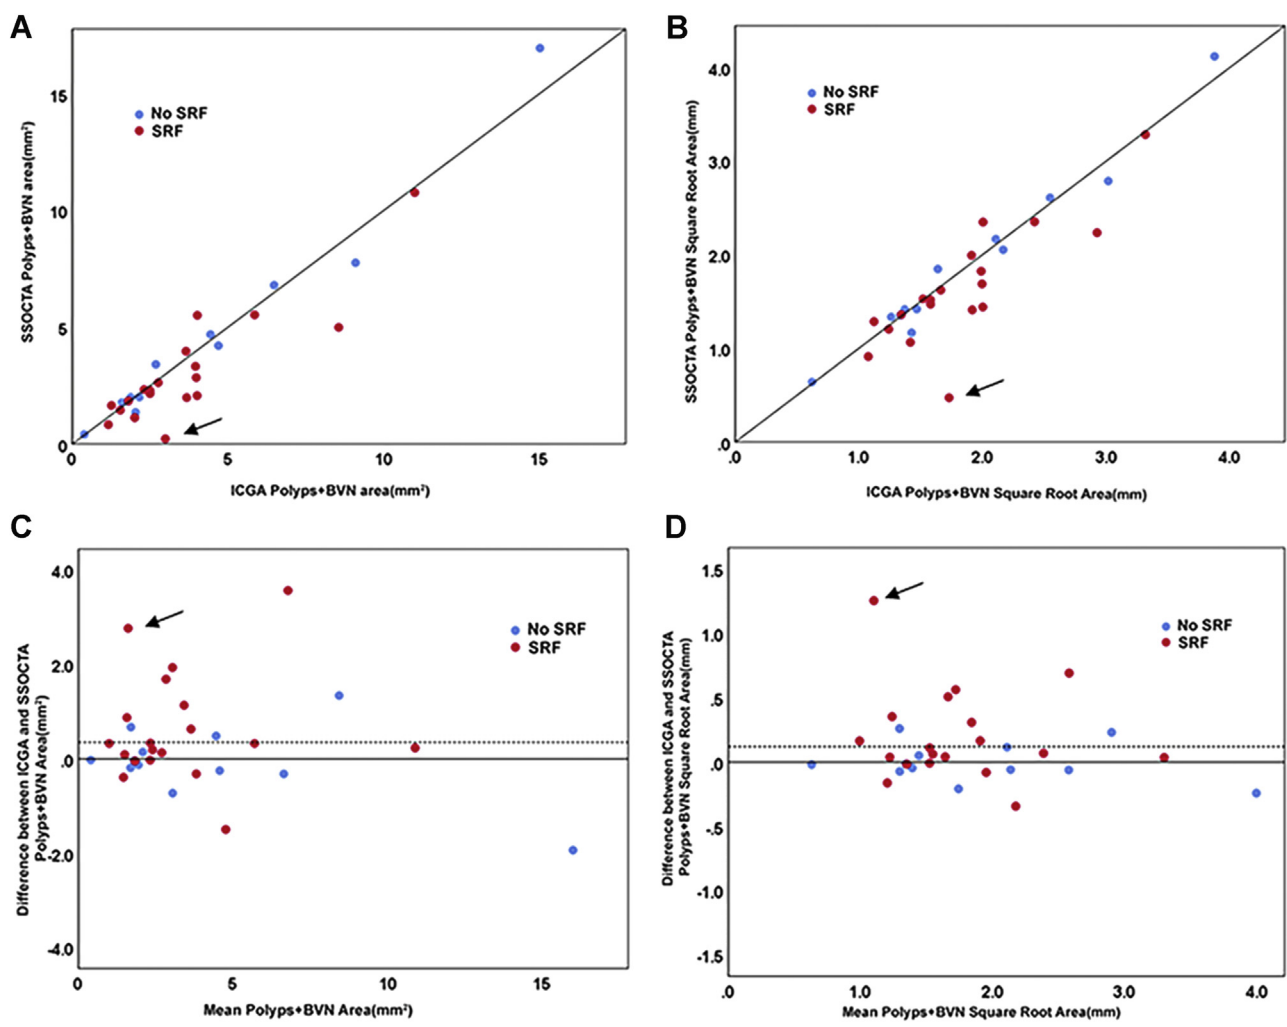 A
B
SSOCTA Polyps+BVN area(mm²)
15
10
5
0
No SRF
SRF
0 5 10 15
ICGA Polyps+BVN area(mm²)
SSOCTA Polyps+BVN Square Root Area(mm)
4.0
3.0
2.0
1.0
.0
No SRF
SRF
.0 1.0 2.0 3.0 4.0
ICGA Polyps+BVN Square Root Area(mm)
C
D
Difference between ICGA and SSOCTA
Polyps+BVN Area(mm²)
4.0
2.0
.0
-2.0
-4.0
No SRF
SRF
0 5 10 15
Mean Polyps+BVN Area(mm²)
Difference between ICGA and SSOCTA
Polyps+BVN Square Root Area(mm)
1.5
1.0
.5
.0
-.5
-1.0
-1.5
No SRF
SRF
.0 1.0 2.0 3.0 4.0
Mean Polyps+BVN Square Root Area(mm)